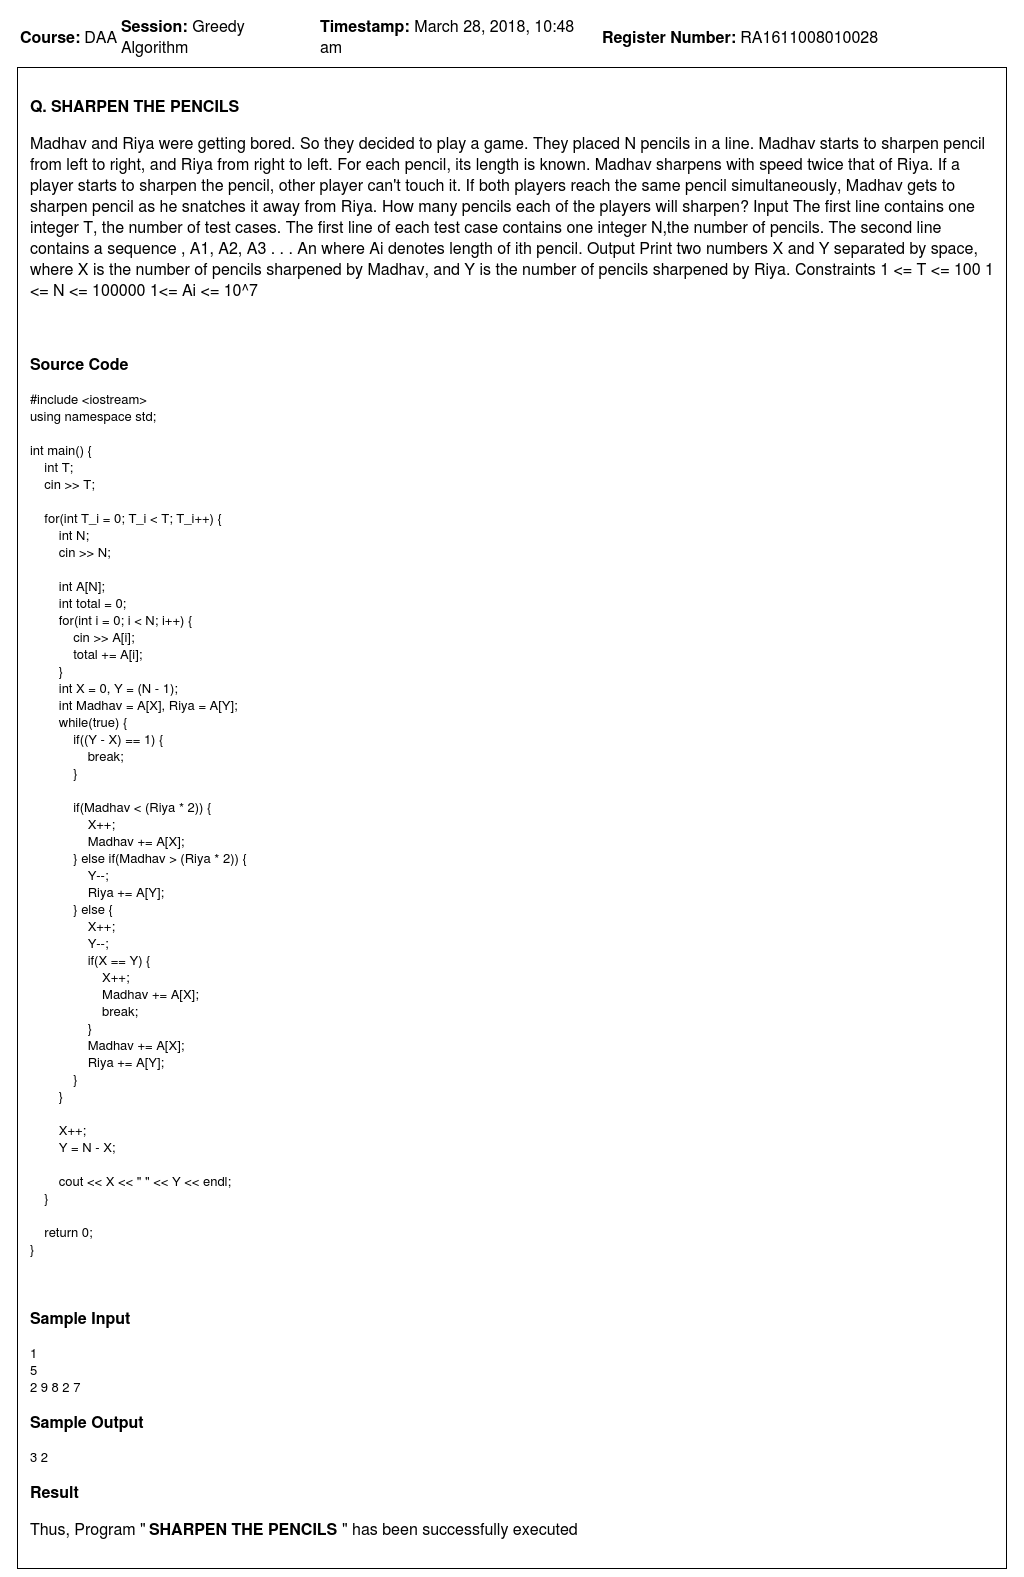 Course: DAA Session: Greedy Algorithm Timestamp: March 28, 2018, 10:48 am Register Number: RA1611008010028
Q. SHARPEN THE PENCILS
Madhav and Riya were getting bored. So they decided to play a game. They placed N pencils in a line. Madhav starts to sharpen pencil
from left to right, and Riya from right to left. For each pencil, its length is known. Madhav sharpens with speed twice that of Riya. If a
player starts to sharpen the pencil, other player can't touch it. If both players reach the same pencil simultaneously, Madhav gets to
sharpen pencil as he snatches it away from Riya. How many pencils each of the players will sharpen? Input The first line contains one
integer T, the number of test cases. The first line of each test case contains one integer N,the number of pencils. The second line
contains a sequence , A1, A2, A3 . . . An where Ai denotes length of ith pencil. Output Print two numbers X and Y separated by space,
where X is the number of pencils sharpened by Madhav, and Y is the number of pencils sharpened by Riya. Constraints 1 <= T <= 100 1
<= N <= 100000 1<= Ai <= 10^7
Source Code
#include <iostream>
using namespace std;
int main() {
    int T;
    cin >> T;
    for(int T_i = 0; T_i < T; T_i++) {
        int N;
        cin >> N;
        int A[N];
        int total = 0;
        for(int i = 0; i < N; i++) {
            cin >> A[i];
            total += A[i];
        }
        int X = 0, Y = (N - 1);
        int Madhav = A[X], Riya = A[Y];
        while(true) {
            if((Y - X) == 1) {
                break;
            }
            if(Madhav < (Riya * 2)) {
                X++;
                Madhav += A[X];
            } else if(Madhav > (Riya * 2)) {
                Y--;
                Riya += A[Y];
            } else {
                X++;
                Y--;
                if(X == Y) {
                    X++;
                    Madhav += A[X];
                    break;
                }
                Madhav += A[X];
                Riya += A[Y];
            }
        }
        X++;
        Y = N - X;
        cout << X << " " << Y << endl;
    }
    return 0;
}
Sample Input
1
5
2 9 8 2 7
Sample Output
3 2
Result
Thus, Program " SHARPEN THE PENCILS " has been successfully executed